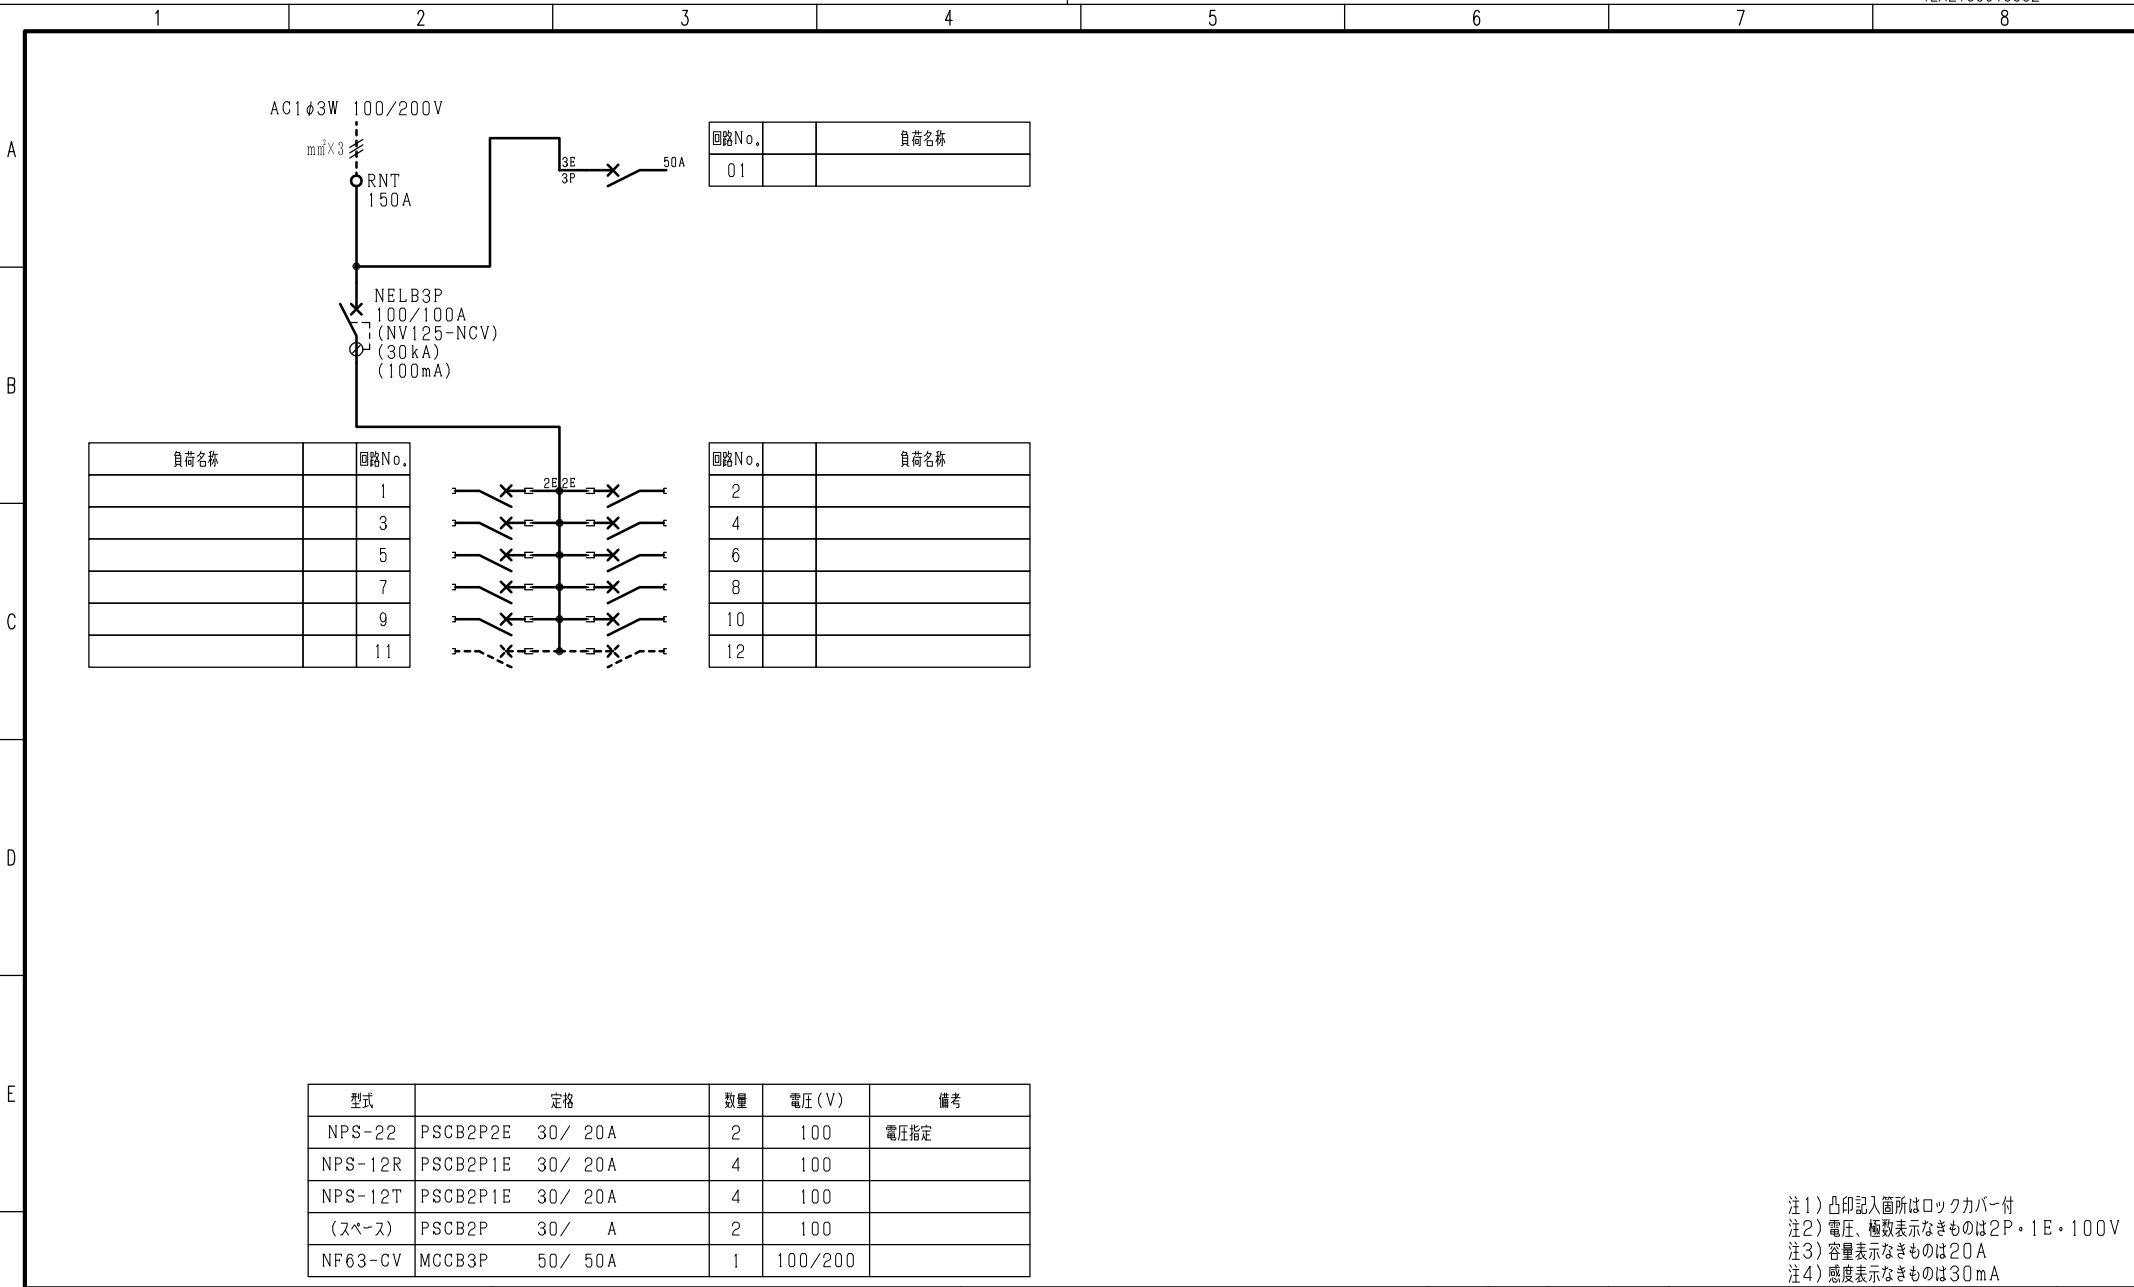 1 2 3 4 5 6 7 8
A
B
C
D
E
AC1φ3W 100/200V
mm²×3
RNT
150A
3E
3P
50A
回路No. 負荷名称
01
NELB3P
100/100A
(NV125-NCV)
(30kA)
(100mA)
負荷名称 回路No.
1
3
5
7
9
11
2E 2E
回路No. 負荷名称
2
4
6
8
10
12
型式 定格 数量 電圧(V) 備考
NPS-22 PSCB2P2E 30/ 20A 2 100 電圧指定
NPS-12R PSCB2P1E 30/ 20A 4 100
NPS-12T PSCB2P1E 30/ 20A 4 100
(スペース) PSCB2P 30/ A 2 100
NF63-CV MCCB3P 50/ 50A 1 100/200
注1)凸印記入箇所はロックカバー付
注2)電圧、極数表示なきものは2P・1E・100V
注3)容量表示なきものは20A
注4)感度表示なきものは30mA